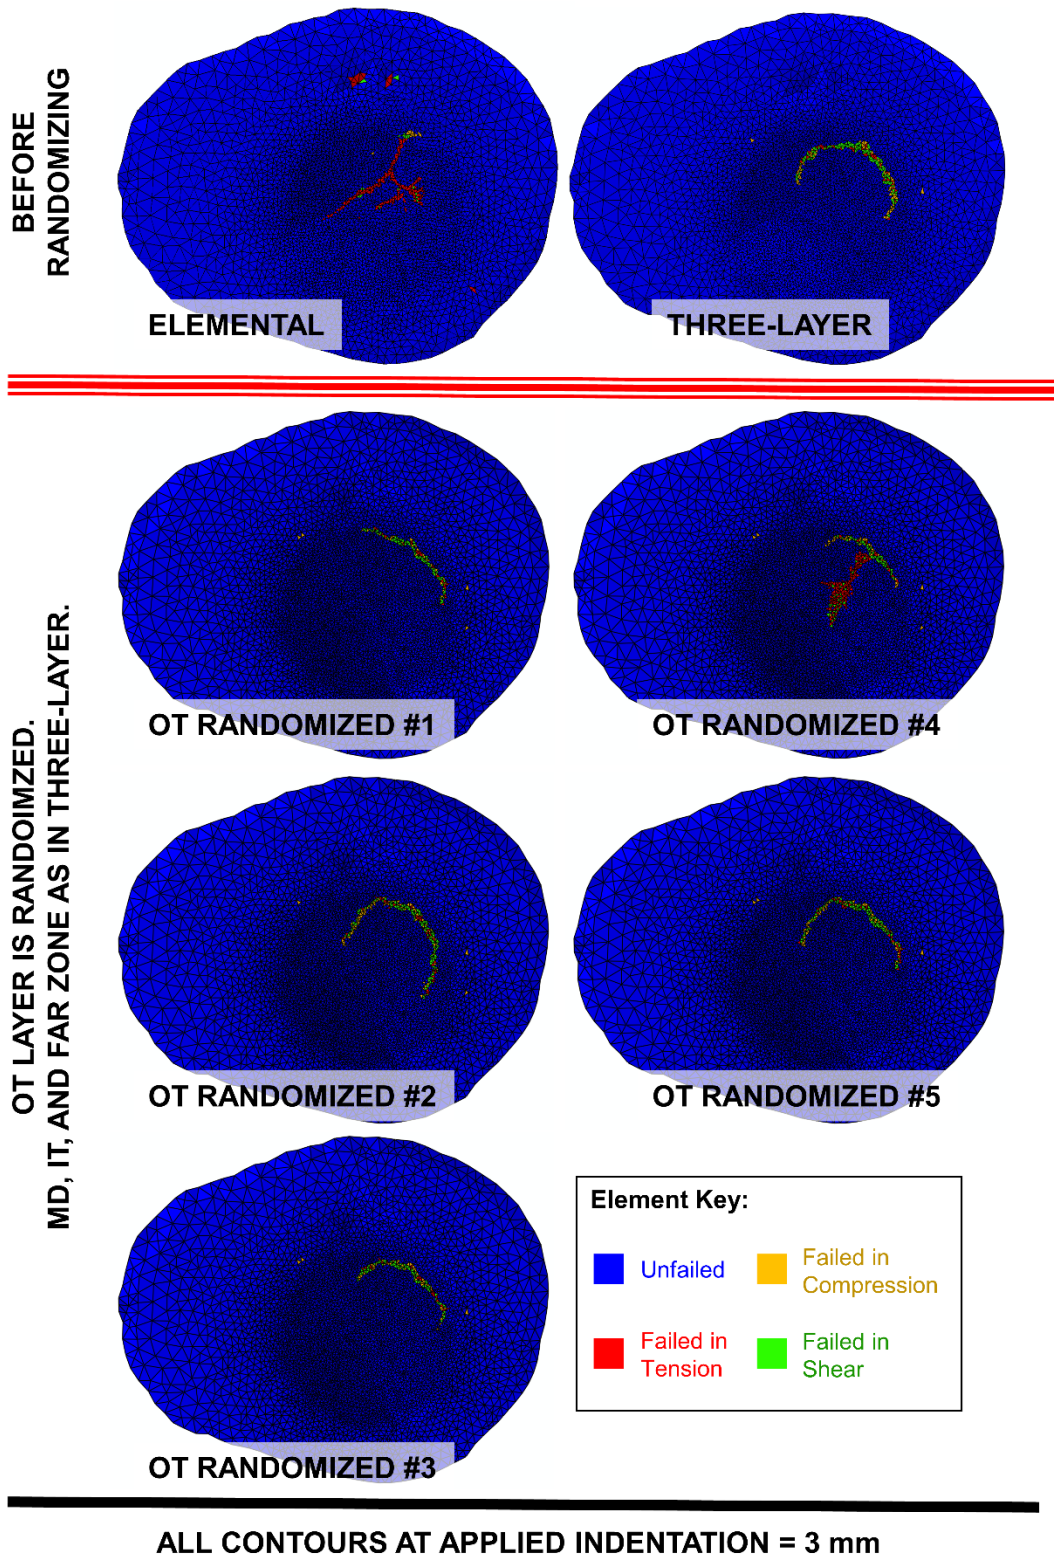 BEFORE
RANDOMIZING
ELEMENTAL
THREE-LAYER
OT LAYER IS RANDOIMZED.
MD, IT, AND FAR ZONE AS IN THREE-LAYER.
OT RANDOMIZED #1
OT RANDOMIZED #4
OT RANDOMIZED #2
OT RANDOMIZED #5
OT RANDOMIZED #3
Element Key:
Unfailed
Failed in
Compression
Failed in
Tension
Failed in
Shear
ALL CONTOURS AT APPLIED INDENTATION = 3 mm